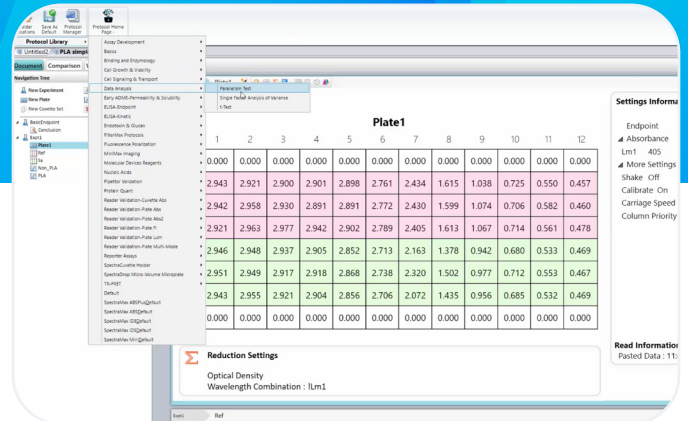 Save As Protocol Protocol Home
Default Manager Page
Protocol Library
Untitled2 PLA simpl
Document Comparison
Navigation Tree
New Experiment
New Plate
New Cuvette Set
BasicEndpoint
Conclusion
Expt1
Plate1
Ref
Sa
Non_PLA
PLA
Assay Development
Basics
Binding and Enzymology
Cell Growth & Viability
Cell Signaling & Transport
Data Analysis
Early ADME-Permeability & Solubility
ELISA-Endpoint
ELISA-Kinetic
Endotoxin & Glucan
FilterMax Protocols
Fluorescence Polarization
MiniMax Imaging
Molecular Devices Reagents
Nucleic Acids
Pipettor Validation
Protein Quant
Reader Validation-Cuvette Abs
Reader Validation-Plate Abs
Reader Validation-Plate Abs2
Reader Validation-Plate Fl
Reader Validation-Plate Lum
Reader Validation-Plate Multi-Mode
Reporter Assays
SpectraCuvette Holder
SpectraDrop Micro-Volume Microplate
TR-FRET
Default
SpectraMax ABSPlusDefault
SpectraMax ABSDefault
SpectraMax iD3Default
SpectraMax iD5Default
SpectraMax MiniDefault
Parallelism Test
Single Factor Analysis of Variance
t-Test
Plate1
1 2 3 4 5 6 7 8 9 10 11 12
0.000 0.000 0.000 0.000 0.000 0.000 0.000 0.000 0.000 0.000 0.000 0.000
2.943 2.921 2.900 2.901 2.898 2.761 2.434 1.615 1.038 0.725 0.550 0.457
2.942 2.958 2.930 2.891 2.891 2.772 2.430 1.599 1.074 0.706 0.582 0.460
2.921 2.963 2.977 2.942 2.902 2.789 2.405 1.613 1.067 0.714 0.561 0.478
2.946 2.948 2.937 2.905 2.852 2.713 2.163 1.378 0.942 0.680 0.533 0.469
2.951 2.949 2.917 2.918 2.868 2.738 2.320 1.502 0.977 0.712 0.553 0.467
2.943 2.955 2.921 2.904 2.856 2.706 2.072 1.435 0.956 0.685 0.532 0.469
0.000 0.000 0.000 0.000 0.000 0.000 0.000 0.000 0.000 0.000 0.000 0.000
Settings Informa
Endpoint
Absorbance
Lm1 405
More Settings
Shake Off
Calibrate On
Carriage Speed
Column Priority
Read Information
Pasted Data : 11:
Reduction Settings
Optical Density
Wavelength Combination : !Lm1
Expt1 Ref